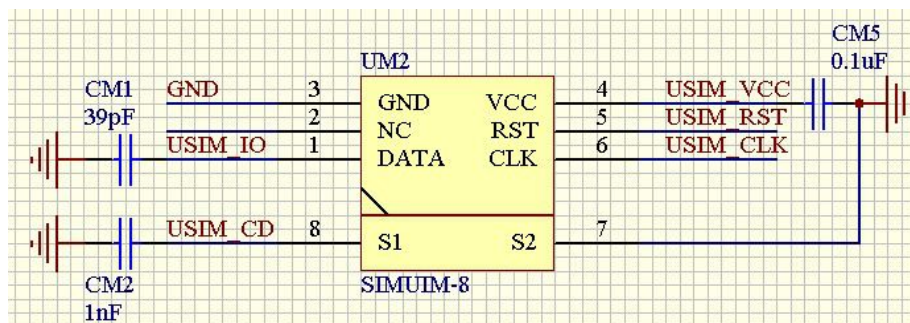 CM5
0.1uF
UM2
CM1
39pF
GND 3 GND VCC 4 USIM_VCC
2 NC RST 5 USIM_RST
USIM_IO 1 DATA CLK 6 USIM_CLK
USIM_CD 8 S1 S2 7
CM2
1nF
SIMUIM-8